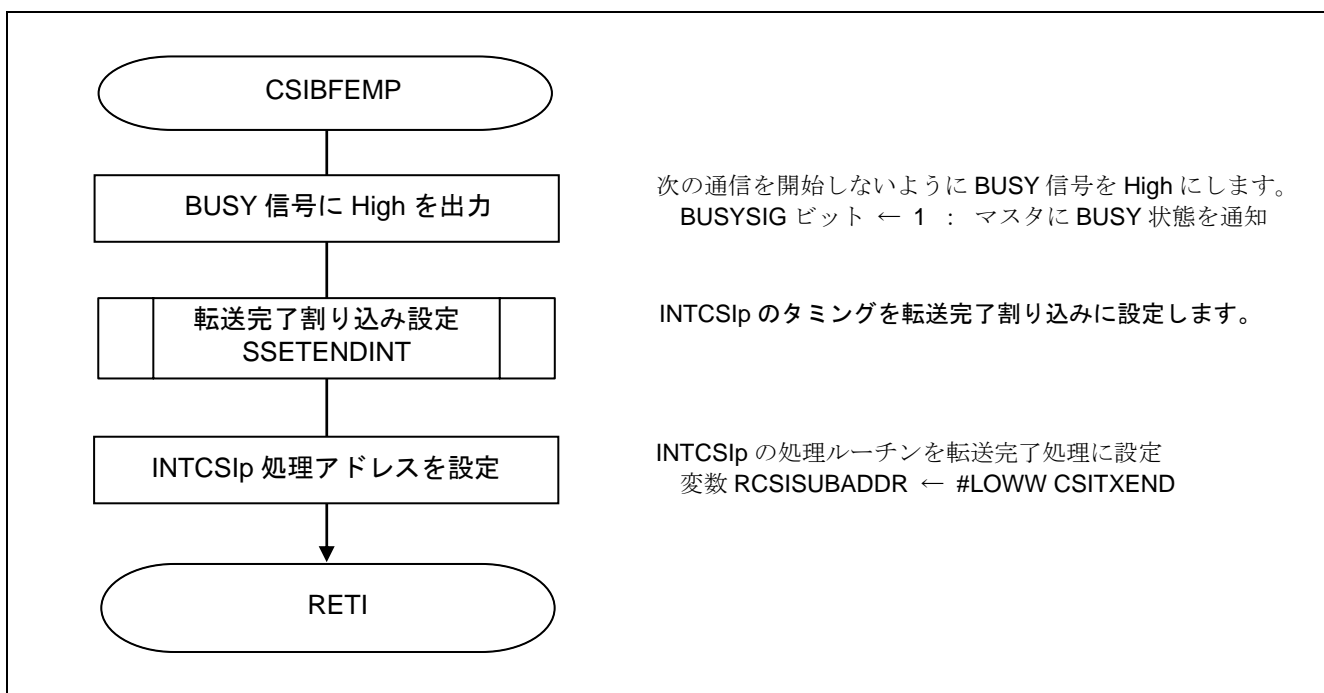 CSIBFEMP
BUSY 信号に High を出力
次の通信を開始しないように BUSY 信号を High にします。
BUSYSIG ビット ← 1 : マスタに BUSY 状態を通知
転送完了割り込み設定
SSETENDINT
INTCSIp のタミングを転送完了割り込みに設定します。
INTCSIp 処理アドレスを設定
INTCSIp の処理ルーチンを転送完了処理に設定
変数 RCSISUBADDR ← #LOWW CSITXEND
RETI